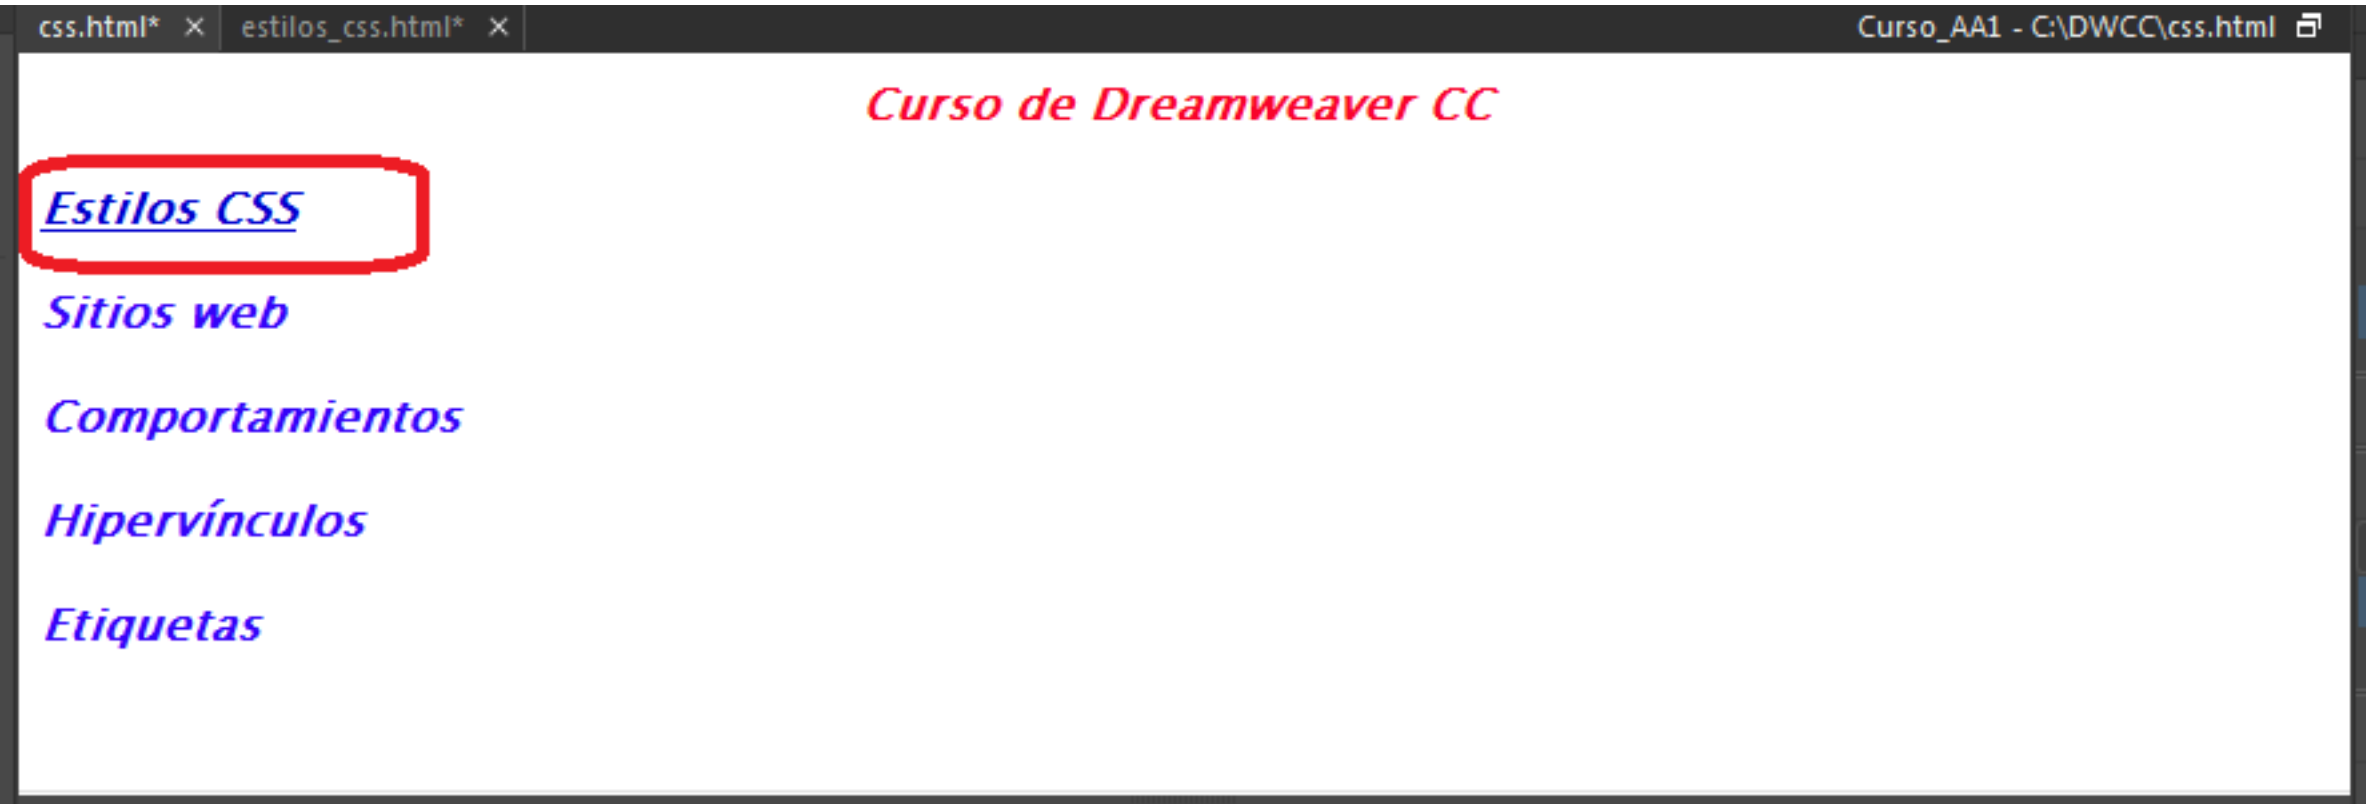 css.html* × estilos_css.html* × Curso_AA1 - C:\DWCC\css.html
Curso de Dreamweaver CC
Estilos CSS
Sitios web
Comportamientos
Hipervínculos
Etiquetas